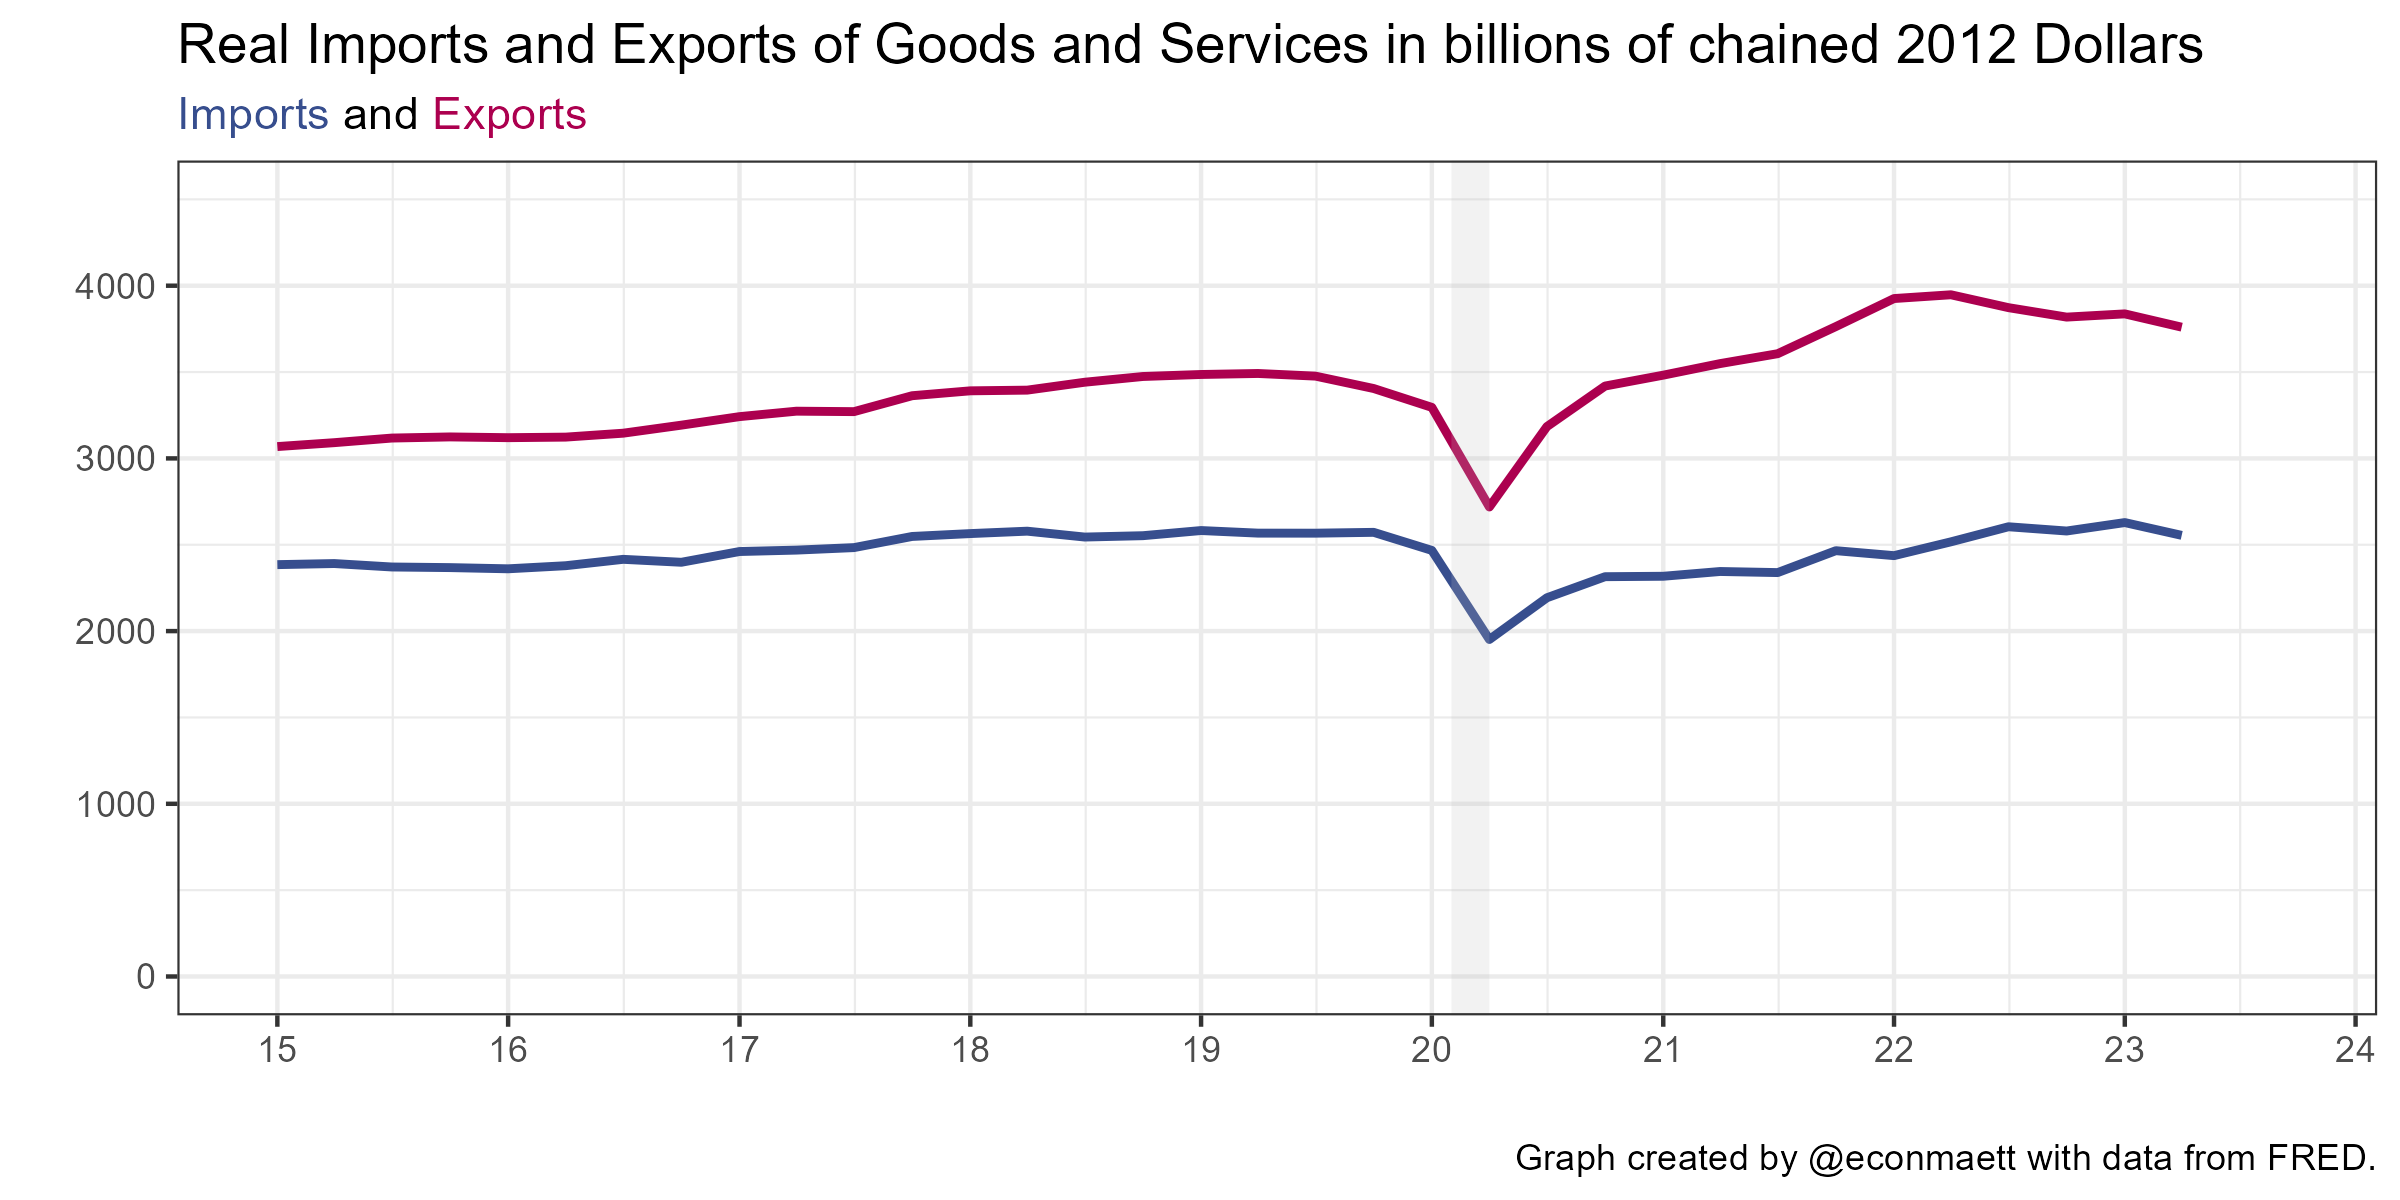 Real Imports and Exports of Goods and Services in billions of chained 2012 Dollars
Imports and Exports
4000
3000
2000
1000
0
15 16 17 18 19 20 21 22 23 24
Graph created by @econmaett with data from FRED.